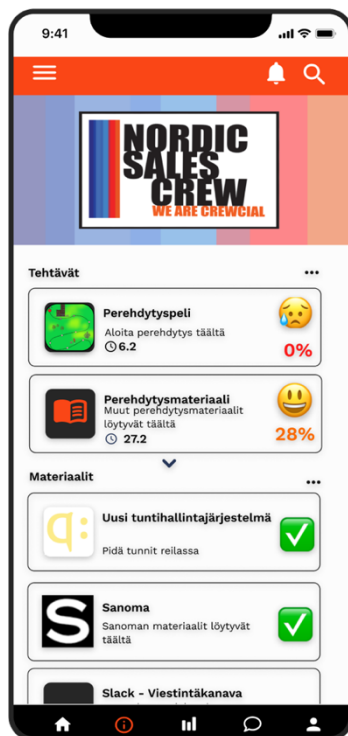 9:41
NORDIC
SALES
CREW
WE ARE CREWCIAL
Tehtävät
Perehdytyspeli
Aloita perehdytys täältä
6.2
0%
Perehdytysmateriaali
Muut perehdytysmateriaalit
löytyvät täältä
27.2
28%
Materiaalit
q:
Uusi tuntihallintajärjestelmä
Pidä tunnit reilassa
S
Sanoma
Sanoman materiaalit löytyvät
täältä
Slack - Viestintäkanava